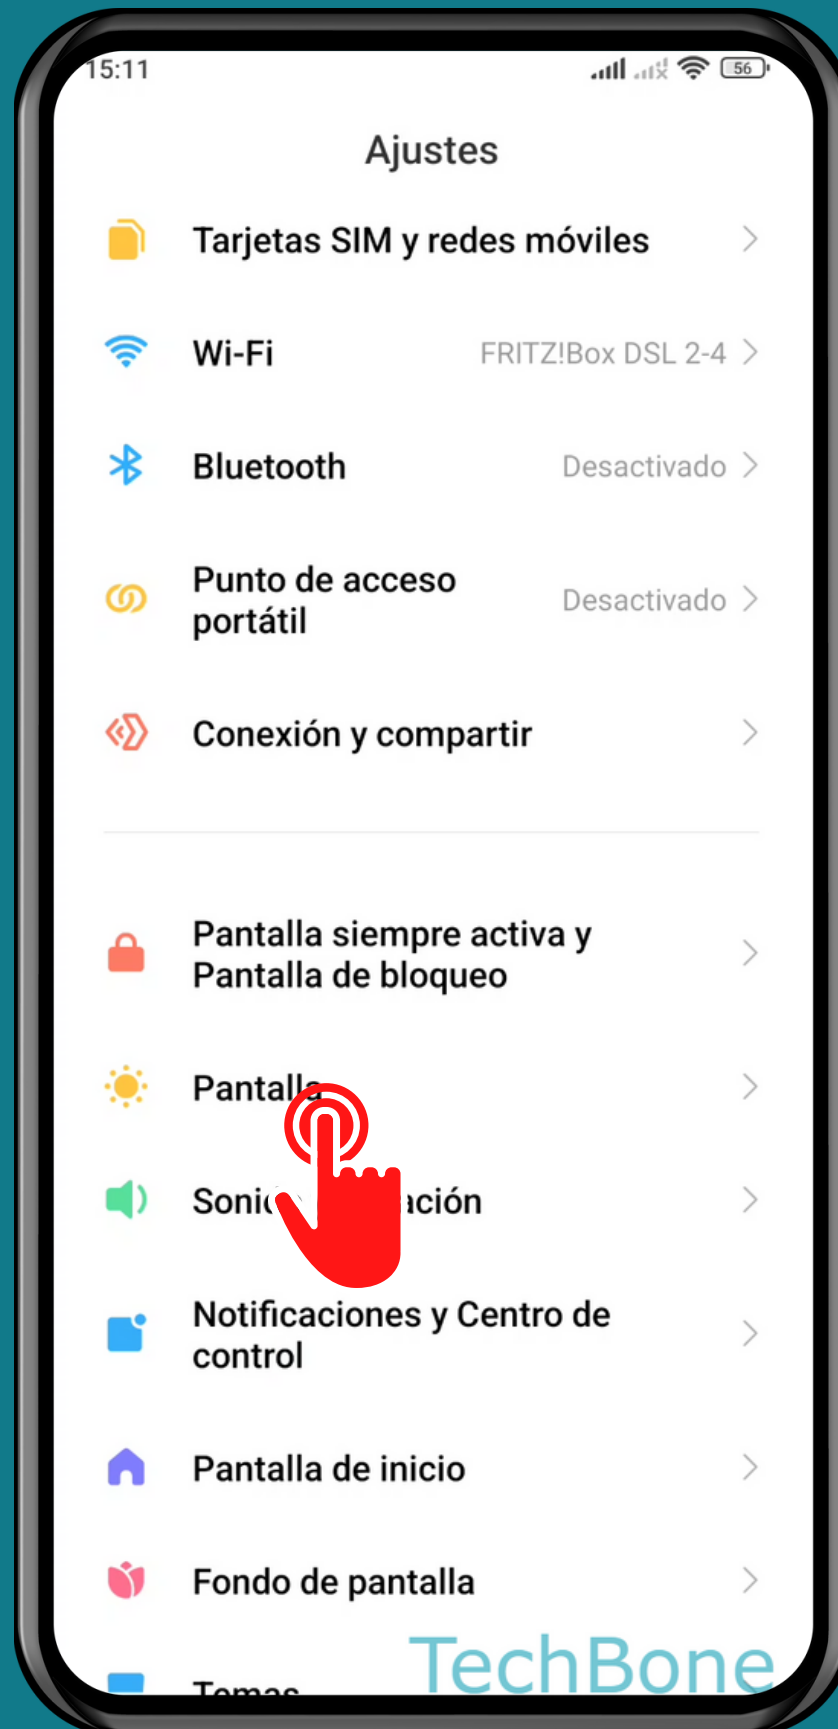 15:11
56
Ajustes
Tarjetas SIM y redes móviles
Wi-Fi
FRITZ!Box DSL 2-4
Bluetooth
Desactivado
Punto de acceso
portátil
Desactivado
Conexión y compartir
Pantalla siempre activa y
Pantalla de bloqueo
Pantalla
Notificaciones y Centro de
control
Pantalla de inicio
Fondo de pantalla
Temas
TechBone